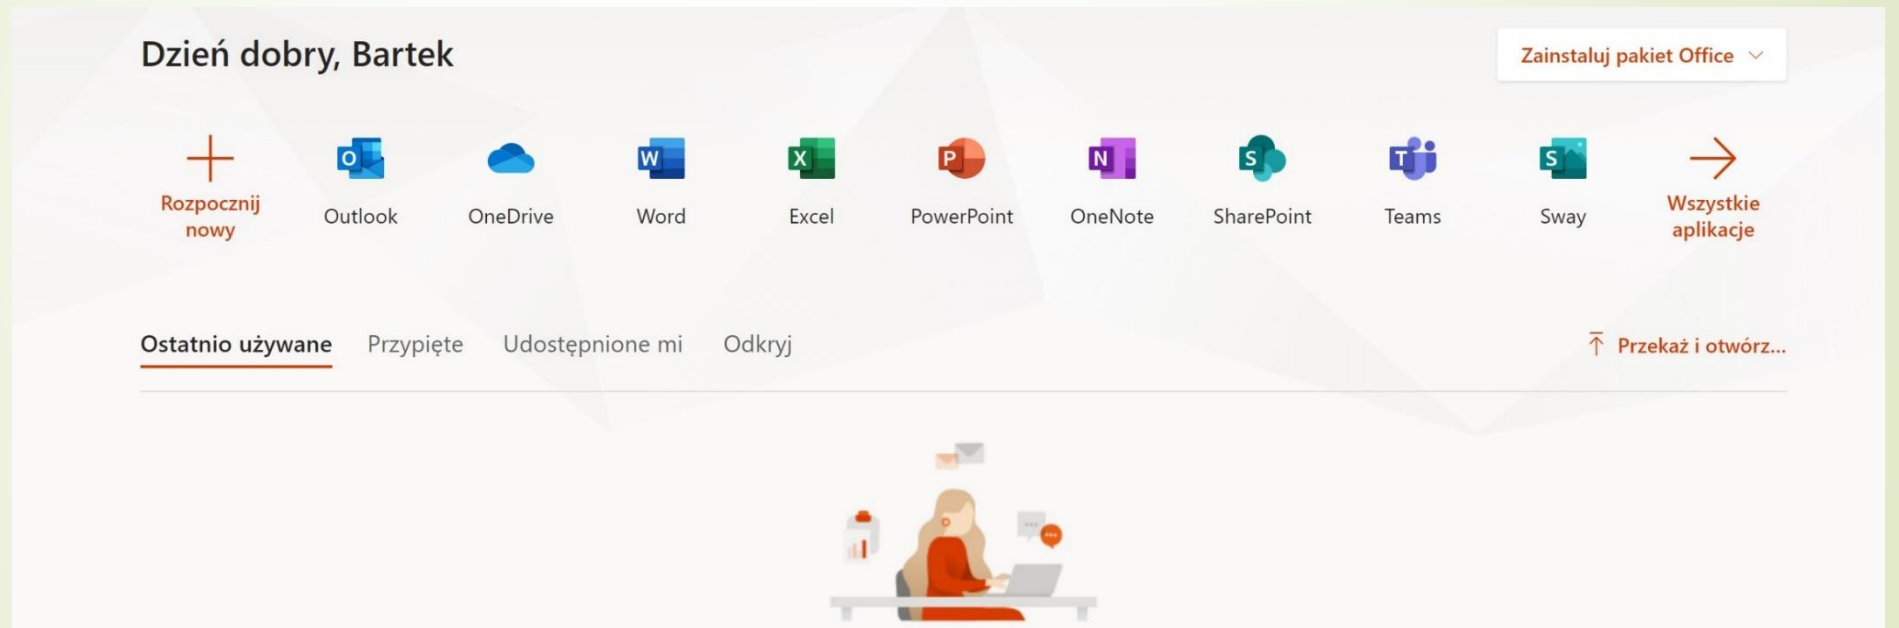 Dzień dobry, Bartek
Zainstaluj pakiet Office
Rozpocznij
nowy
Outlook
OneDrive
Word
Excel
PowerPoint
OneNote
SharePoint
Teams
Sway
Wszystkie
aplikacje
Ostatnio używane Przypięte Udostępnione mi Odkryj
Przekaż i otwórz...